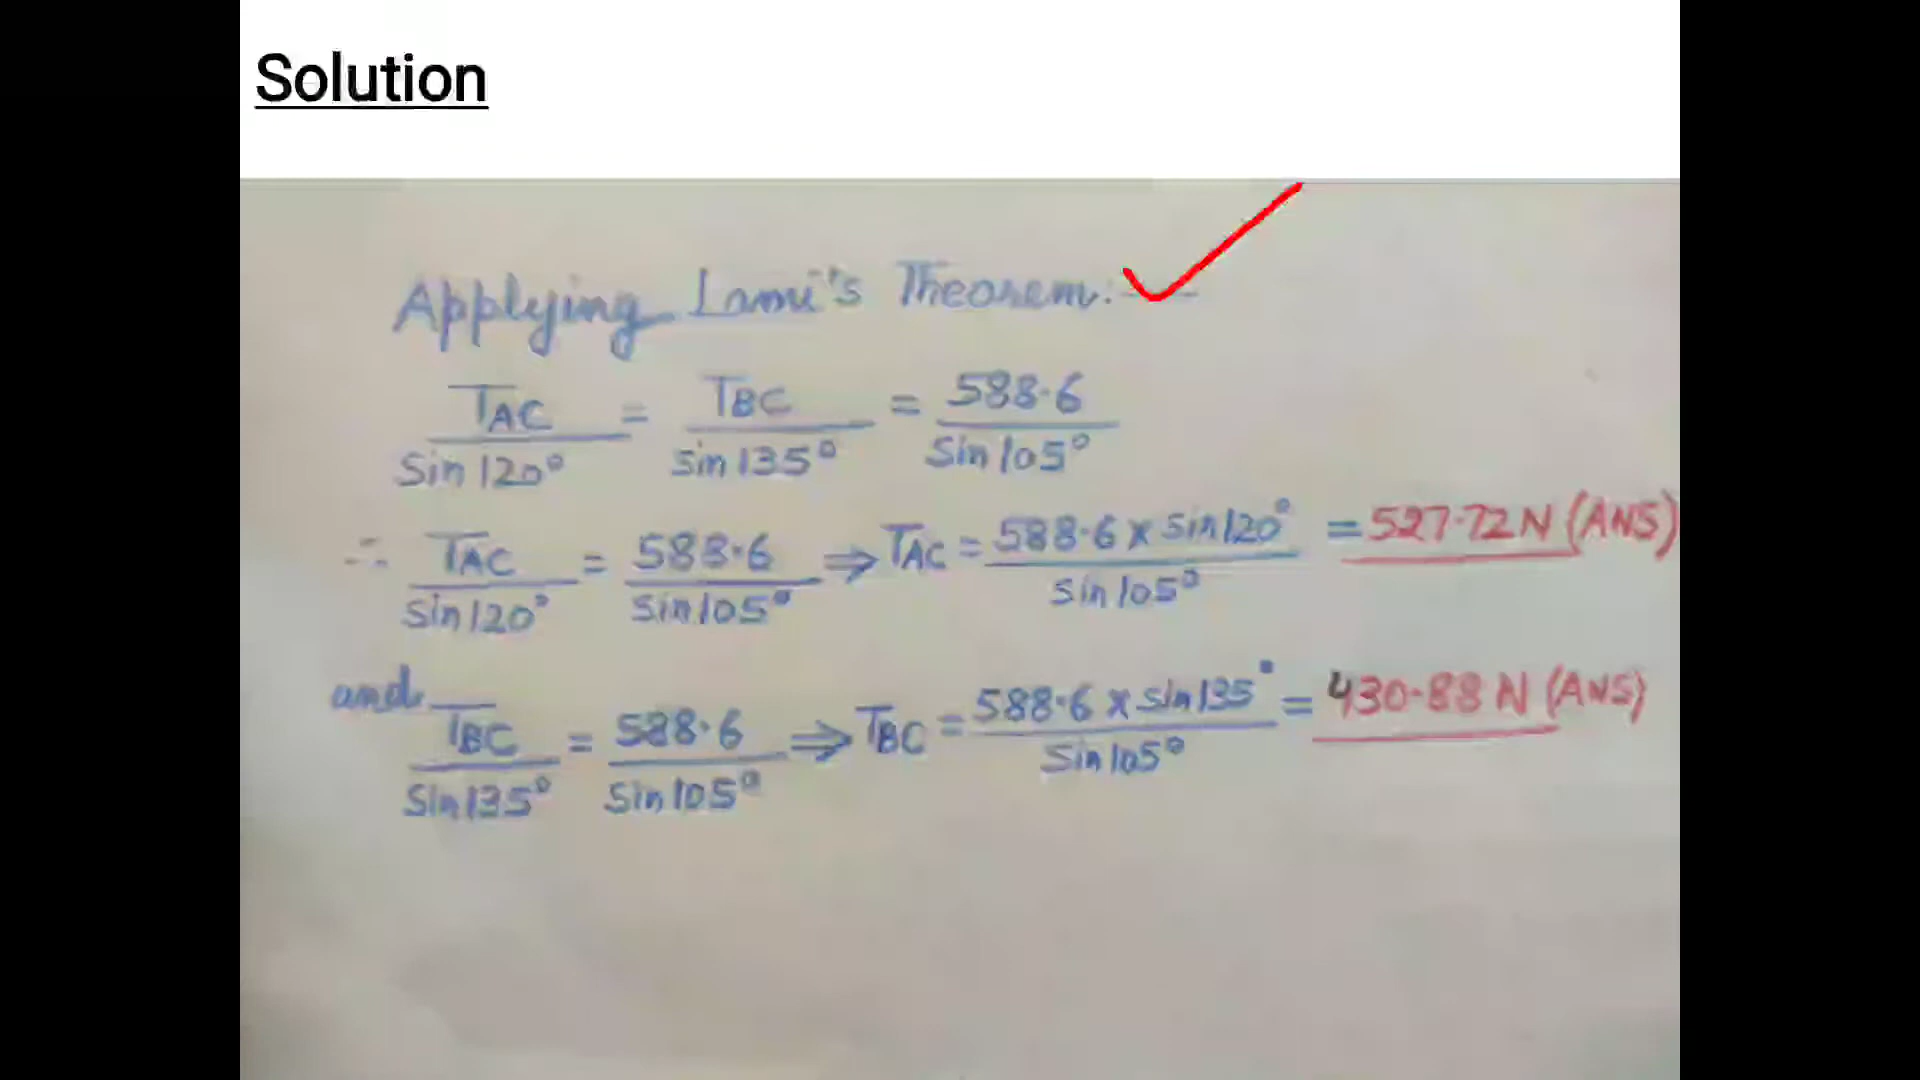 Solution
Applying Lami's Theorem:-
TAC / Sin 120° = TBC / sin 135° = 588.6 / Sin 105°
∴ TAC / Sin 120° = 588.6 / Sin 105° ⇒ TAC = 588.6 x sin 120° / Sin 105° = 527.72 N (ANS)
and TBC / Sin 135° = 588.6 / Sin 105° ⇒ TBC = 588.6 x sin 135° / Sin 105° = 430.88 N (ANS)